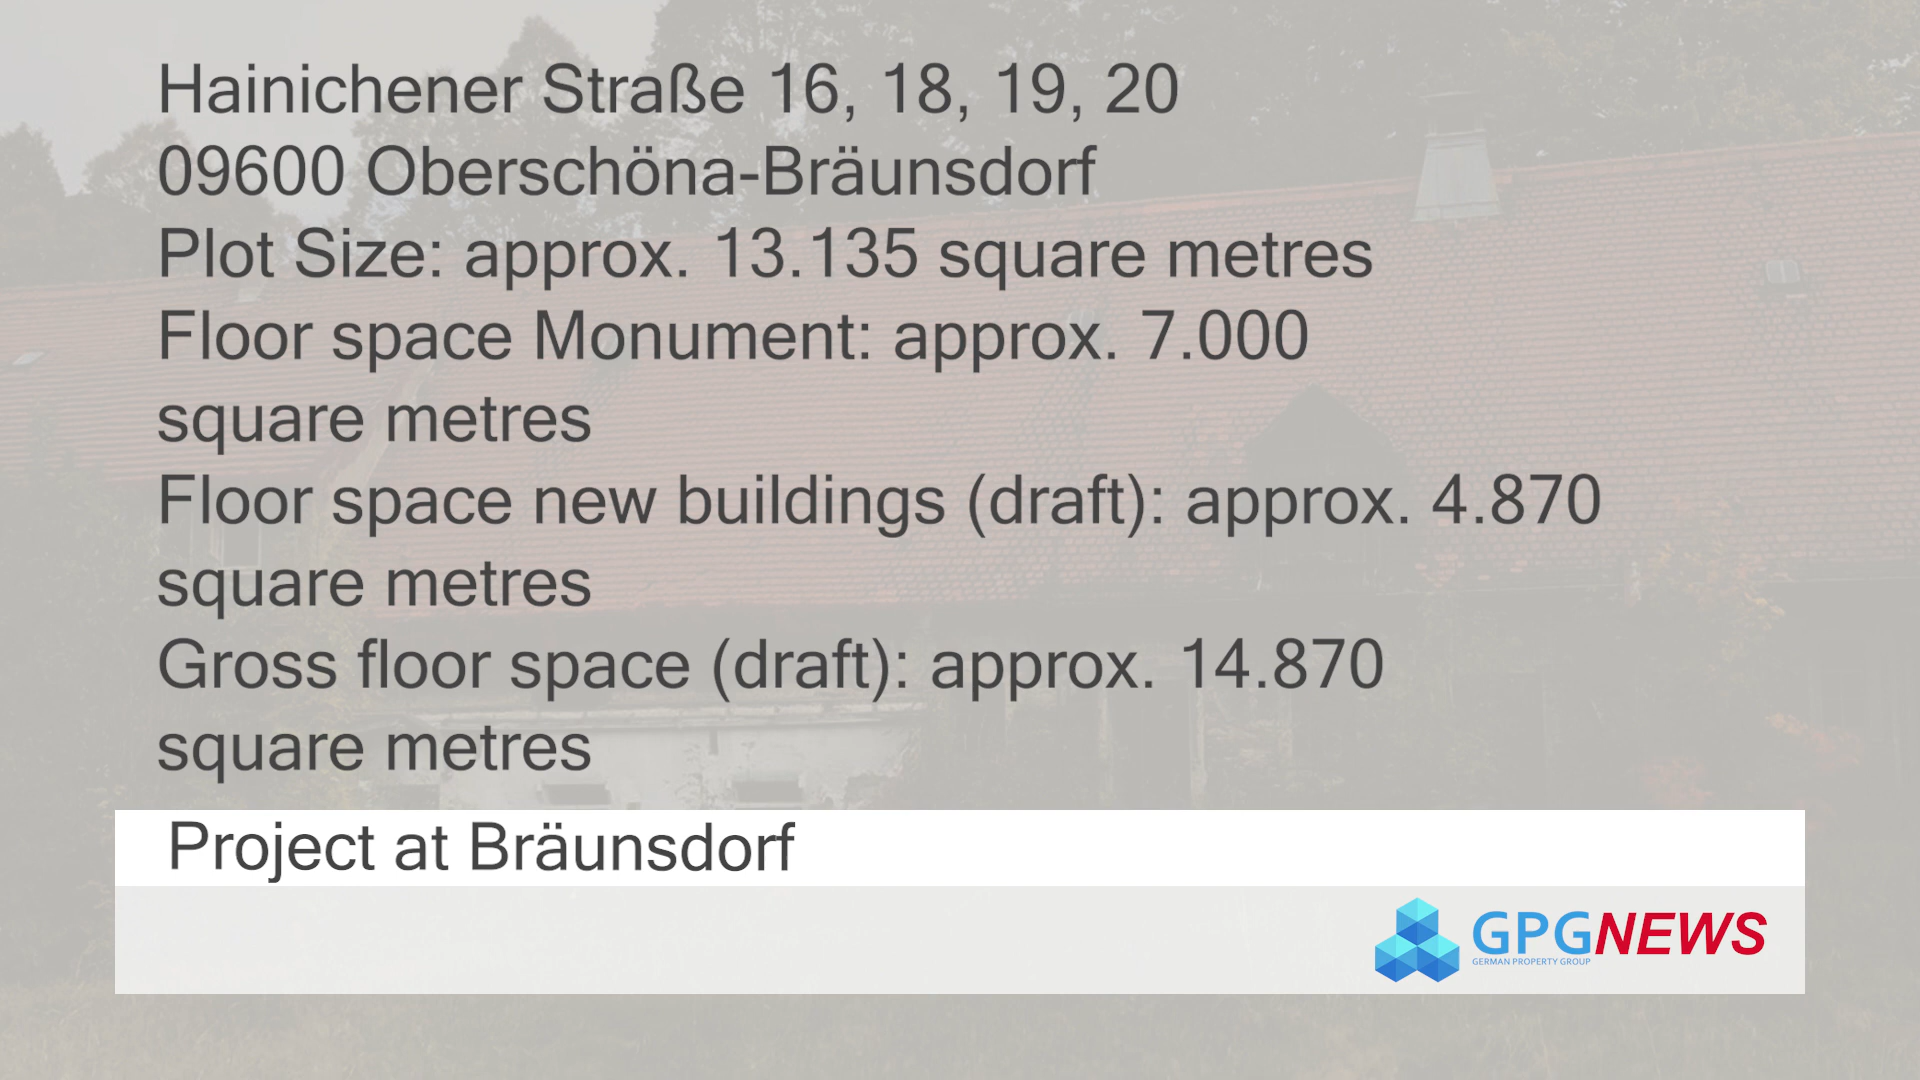 Hainichener Straße 16, 18, 19, 20
09600 Oberschöna-Bräunsdorf
Plot Size: approx. 13.135 square metres
Floor space Monument: approx. 7.000
square metres
Floor space new buildings (draft): approx. 4.870
square metres
Gross floor space (draft): approx. 14.870
square metres
Project at Bräunsdorf
GPGNEWS
GERMAN PROPERTY GROUP